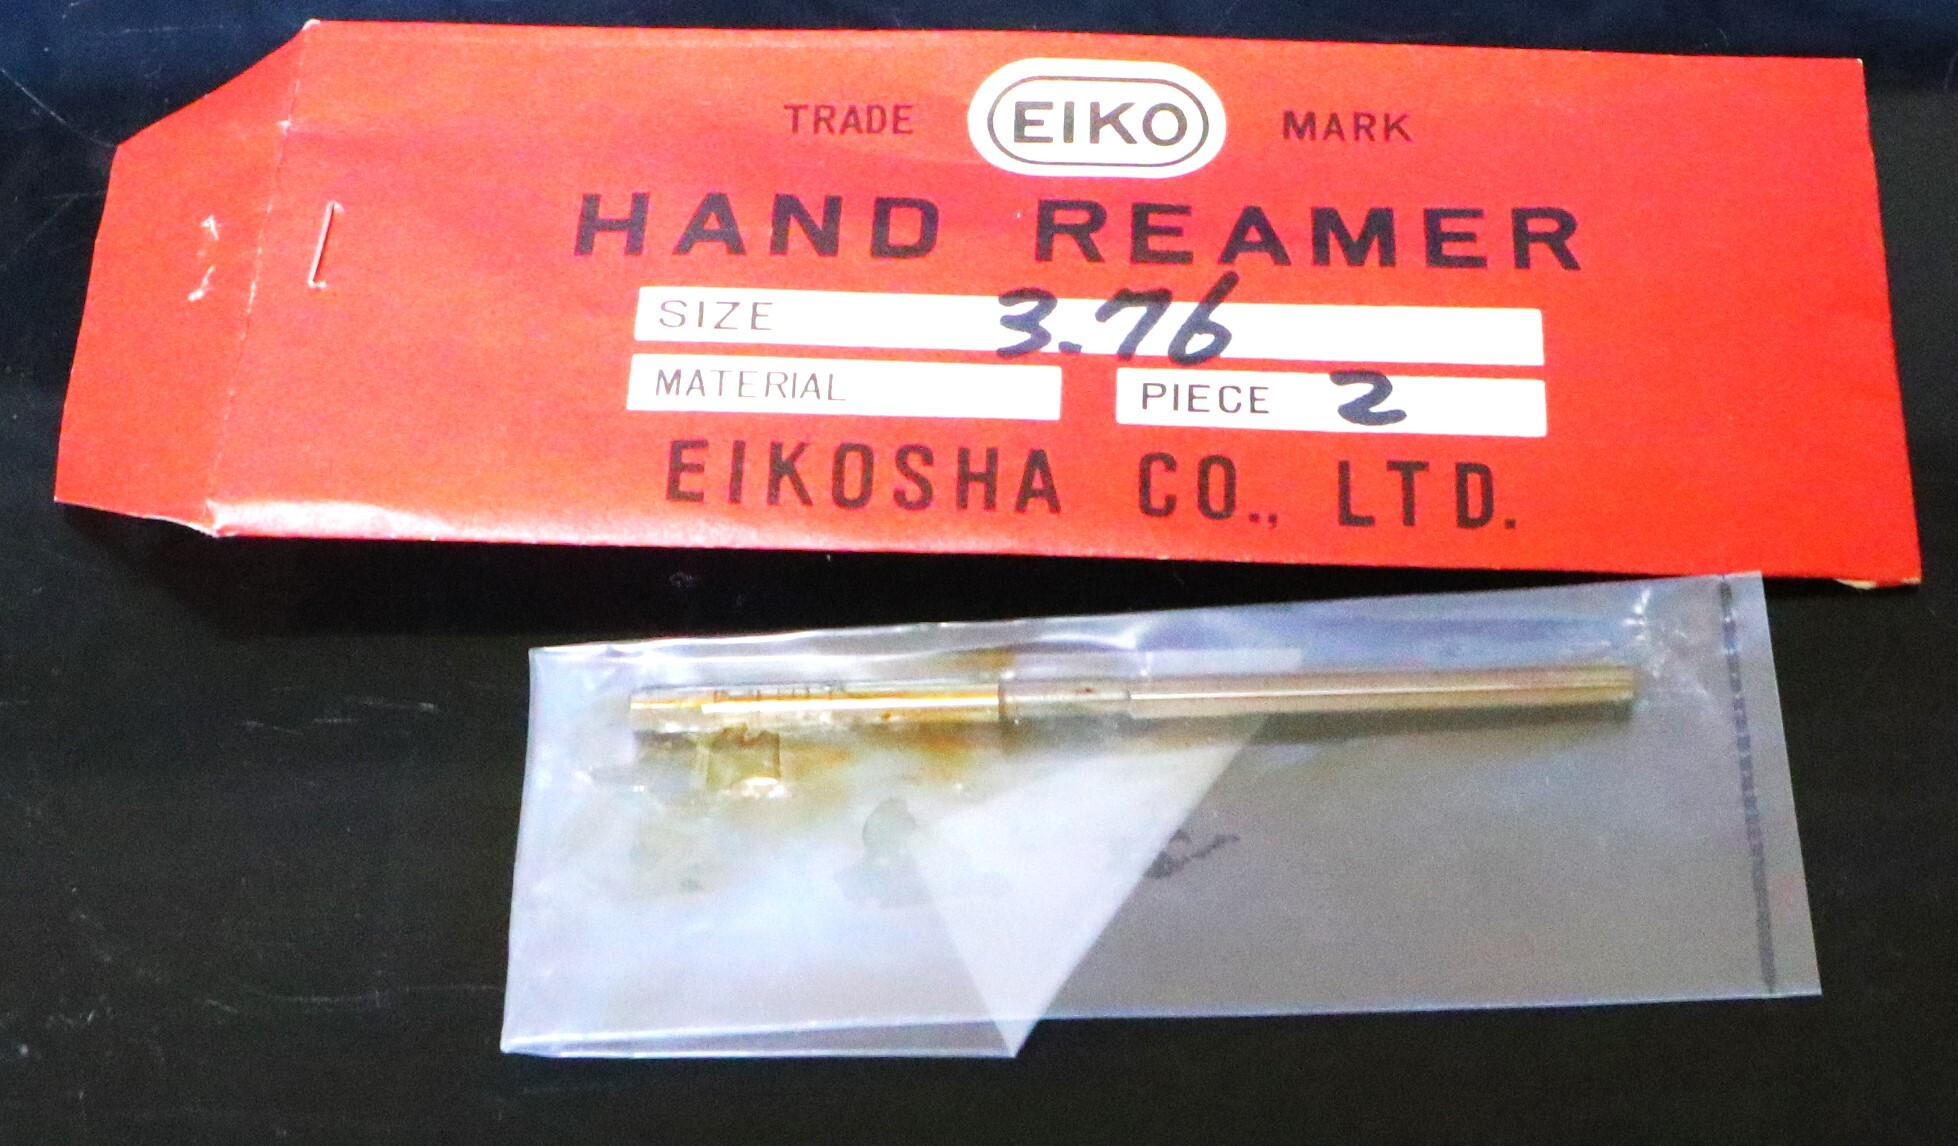 TRADE EIKO MARK
HAND REAMER
SIZE 3.76
MATERIAL PIECE 2
EIKOSHA CO., LTD.